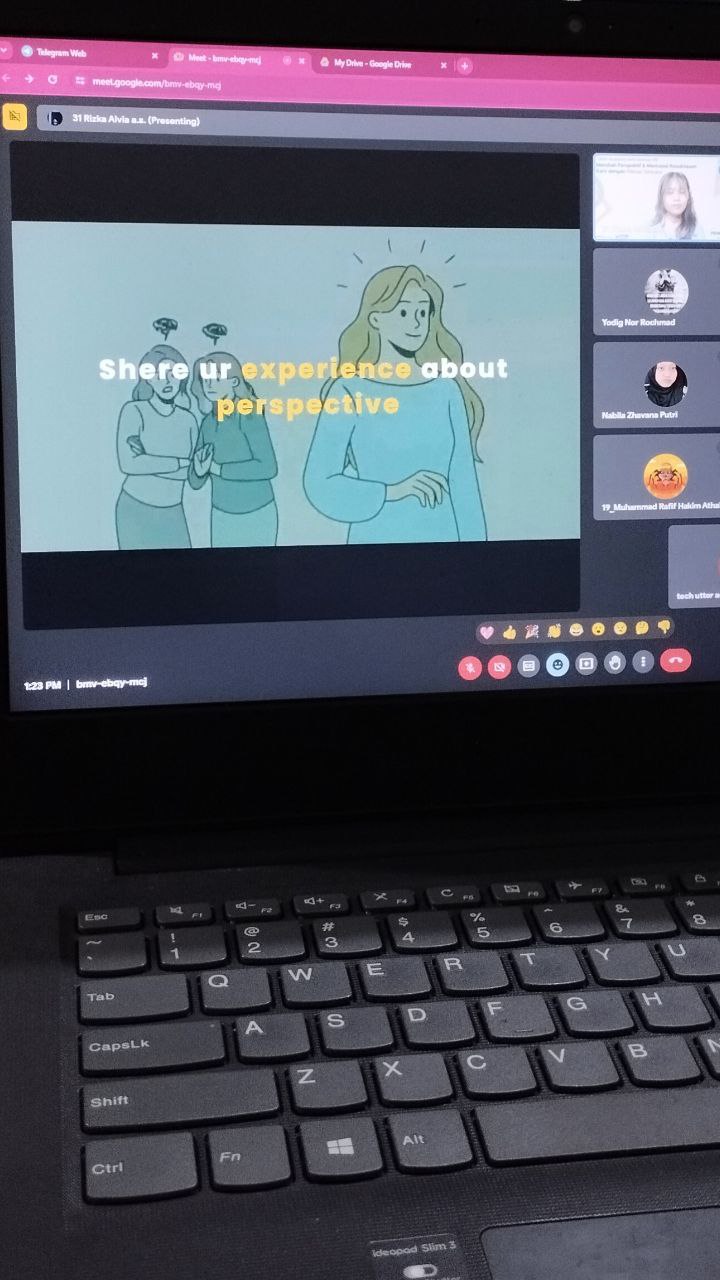 Telegram Web
Meet - bmv-ebqy-mcj
My Drive - Google Drive
meet.google.com/bmv-ebqy-mcj
31 Rizka Alvia a.s. (Presenting)
Shere ur experience about
perspective
Yodig Nor Rochmad
Nabila Zhavana Putri
19_Muhammad Rafif Hakim Atha
tech utter a
1:23 PM | bmv-ebqy-mcj
Esc F1 F2 F3 F4 F5 F6 F7 F8
~ ` ! 1 @ 2 # 3 $ 4 % 5 ^ 6 & 7 * 8
Tab Q W E R T Y U
CapsLk A S D F G H
Shift Z X C V B N
Ctrl Fn Alt
ideapad Slim 3